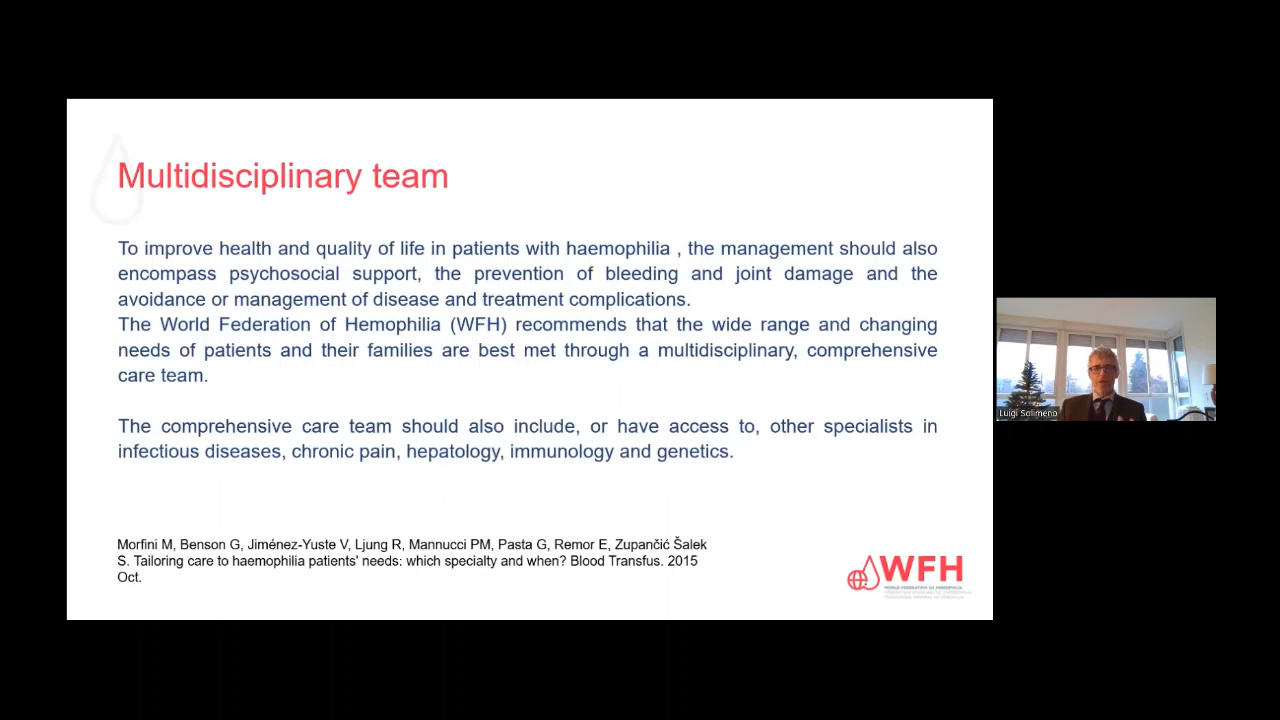 Multidisciplinary team
To improve health and quality of life in patients with haemophilia , the management should also
encompass psychosocial support, the prevention of bleeding and joint damage and the
avoidance or management of disease and treatment complications.
The World Federation of Hemophilia (WFH) recommends that the wide range and changing
needs of patients and their families are best met through a multidisciplinary, comprehensive
care team.
The comprehensive care team should also include, or have access to, other specialists in
infectious diseases, chronic pain, hepatology, immunology and genetics.
Morfini M, Benson G, Jiménez-Yuste V, Ljung R, Mannucci PM, Pasta G, Remor E, Zupančić Šalek
S. Tailoring care to haemophilia patients' needs: which specialty and when? Blood Transfus. 2015
Oct.
WFH
WORLD FEDERATION OF HEMOPHILIA
Luigi Solimeno